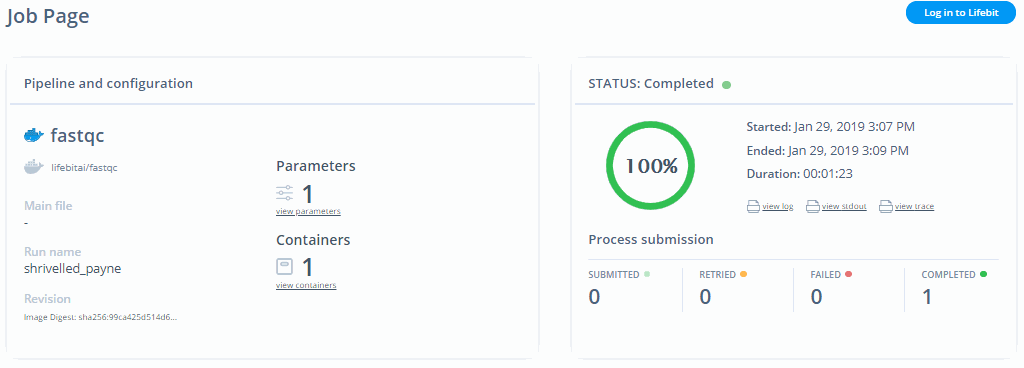 Job Page
Log in to Lifebit
Pipeline and configuration
fastqc
lifebitai/fastqc
Main file
-
Run name
shrivelled_payne
Revision
Image Digest: sha256:99ca425d514d6...
Parameters
1
view parameters
Containers
1
view containers
STATUS: Completed
100%
Started: Jan 29, 2019 3:07 PM
Ended: Jan 29, 2019 3:09 PM
Duration: 00:01:23
view log view stdout view trace
Process submission
SUBMITTED RETRIED FAILED COMPLETED
0 0 0 1